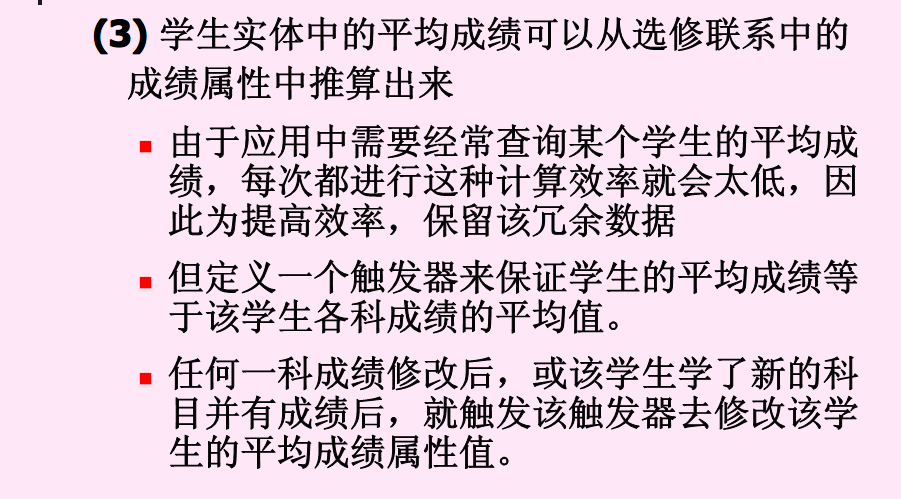 (3) 学生实体中的平均成绩可以从选修联系中的
成绩属性中推算出来
由于应用中需要经常查询某个学生的平均成
绩，每次都进行这种计算效率就会太低，因
此为提高效率，保留该冗余数据
但定义一个触发器来保证学生的平均成绩等
于该学生各科成绩的平均值。
任何一科成绩修改后，或该学生学了新的科
目并有成绩后，就触发该触发器去修改该学
生的平均成绩属性值。